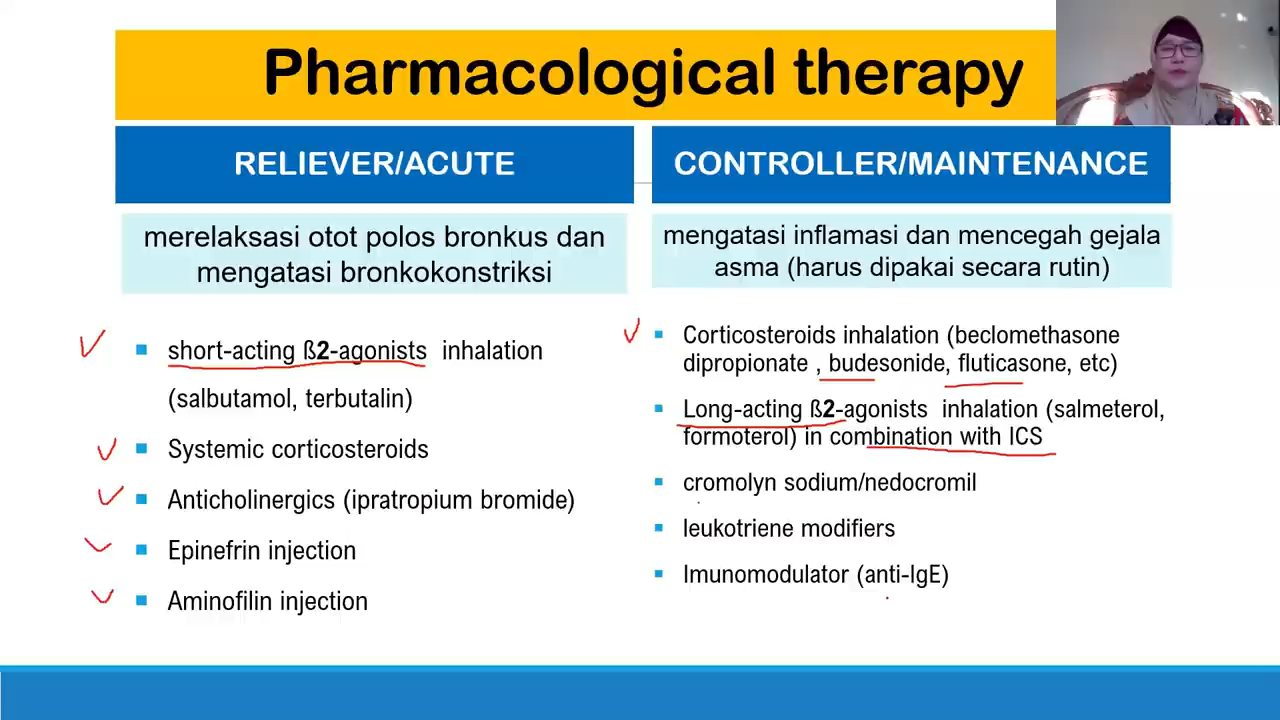 Pharmacological therapy
RELIEVER/ACUTE
merelaksasi otot polos bronkus dan
mengatasi bronkokonstriksi
short-acting ß2-agonists inhalation
(salbutamol, terbutalin)
Systemic corticosteroids
Anticholinergics (ipratropium bromide)
Epinefrin injection
Aminofilin injection
CONTROLLER/MAINTENANCE
mengatasi inflamasi dan mencegah gejala
asma (harus dipakai secara rutin)
Corticosteroids inhalation (beclomethasone
dipropionate , budesonide, fluticasone, etc)
Long-acting ß2-agonists inhalation (salmeterol,
formoterol) in combination with ICS
cromolyn sodium/nedocromil
leukotriene modifiers
Imunomodulator (anti-IgE)